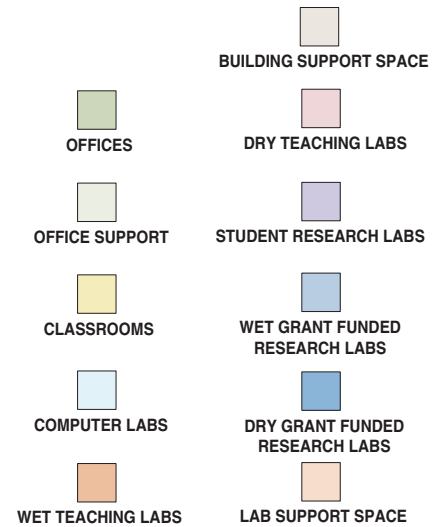 BUILDING SUPPORT SPACE
OFFICES
DRY TEACHING LABS
OFFICE SUPPORT
STUDENT RESEARCH LABS
CLASSROOMS
WET GRANT FUNDED
RESEARCH LABS
COMPUTER LABS
DRY GRANT FUNDED
RESEARCH LABS
WET TEACHING LABS
LAB SUPPORT SPACE